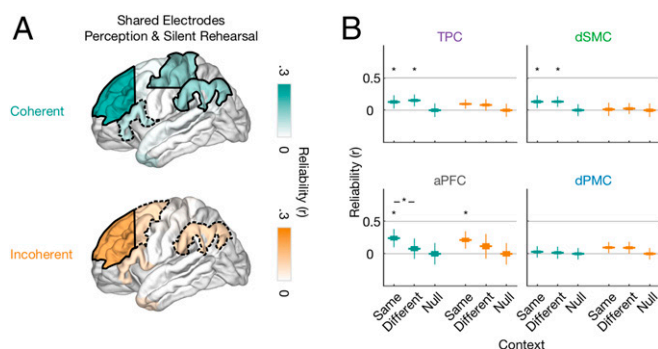 A
Shared Electrodes
Perception & Silent Rehearsal
Coherent
.3
0
Reliability (r)
Incoherent
.3
0
B
TPC
dSMC
* *
* *
0.5
0
aPFC
dPMC
– * –
* *
0.5
0
Reliability (r)
Same
Different
Null
Same
Different
Null
Same
Different
Null
Same
Different
Null
Context